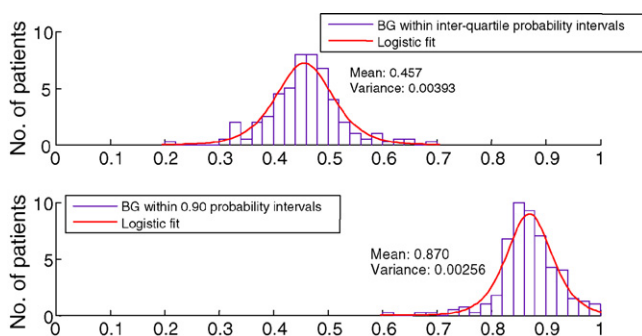 No. of patients
10
5
0
BG within inter-quartile probability intervals
Logistic fit
Mean: 0.457
Variance: 0.00393
0 0.1 0.2 0.3 0.4 0.5 0.6 0.7 0.8 0.9 1
No. of patients
10
5
0
BG within 0.90 probability intervals
Logistic fit
Mean: 0.870
Variance: 0.00256
0 0.1 0.2 0.3 0.4 0.5 0.6 0.7 0.8 0.9 1